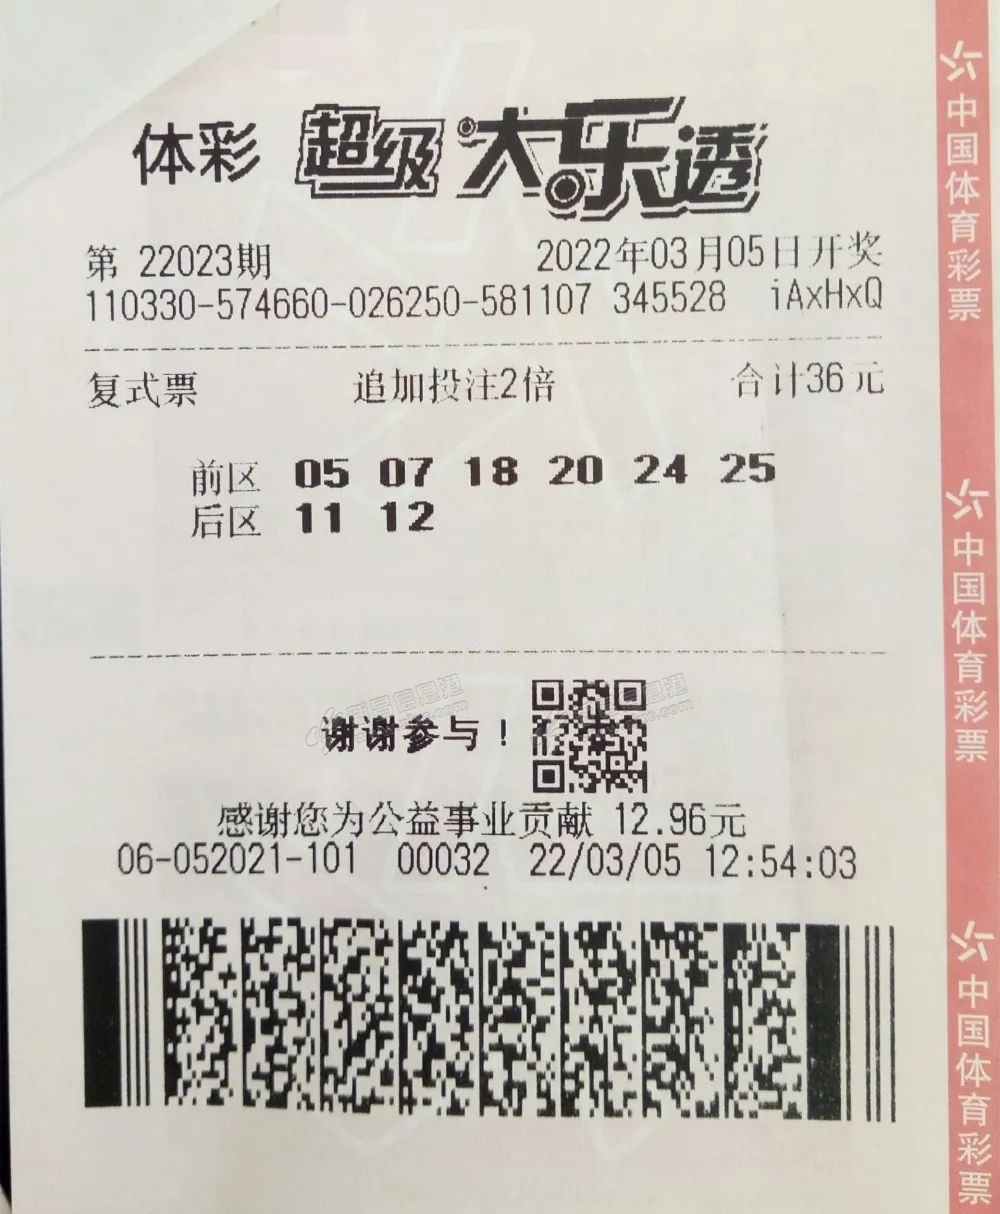 体彩 超级大乐透
第 22023期 2022年03月05日开奖
110330-574660-026250-581107 345528 iAxHxQ
复式票 追加投注2倍 合计36元
前区 05 07 18 20 24 25
后区 11 12
谢谢参与！
感谢您为公益事业贡献 12.96元
06-052021-101 00032 22/03/05 12:54:03
中国体育彩票
中国体育彩票
中国体育彩票